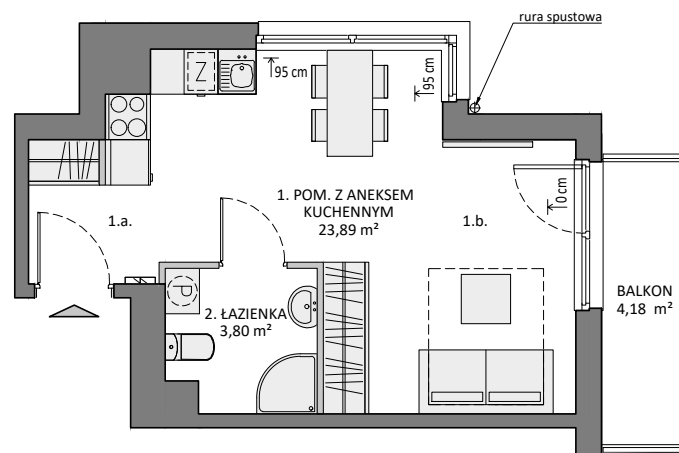 rura spustowa
Z
95 cm
95 cm
1. POM. Z ANEKSEM
KUCHENNYM
23,89 m²
0 cm
1.a.
1.b.
P
2. ŁAZIENKA
3,80 m²
BALKON
4,18 m²